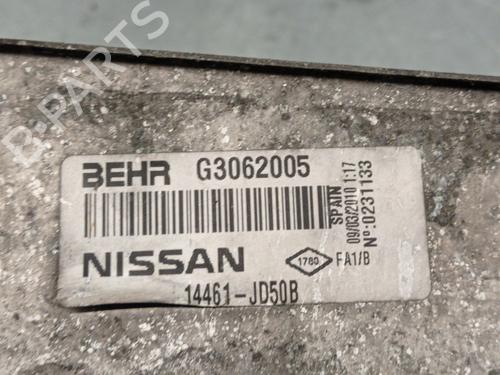 B-PARTS
BEHR G3062005
NISSAN
14461-JD50B
SPAIN
09/03/2010 1:17
Nº:0231133
1780 FA1/B